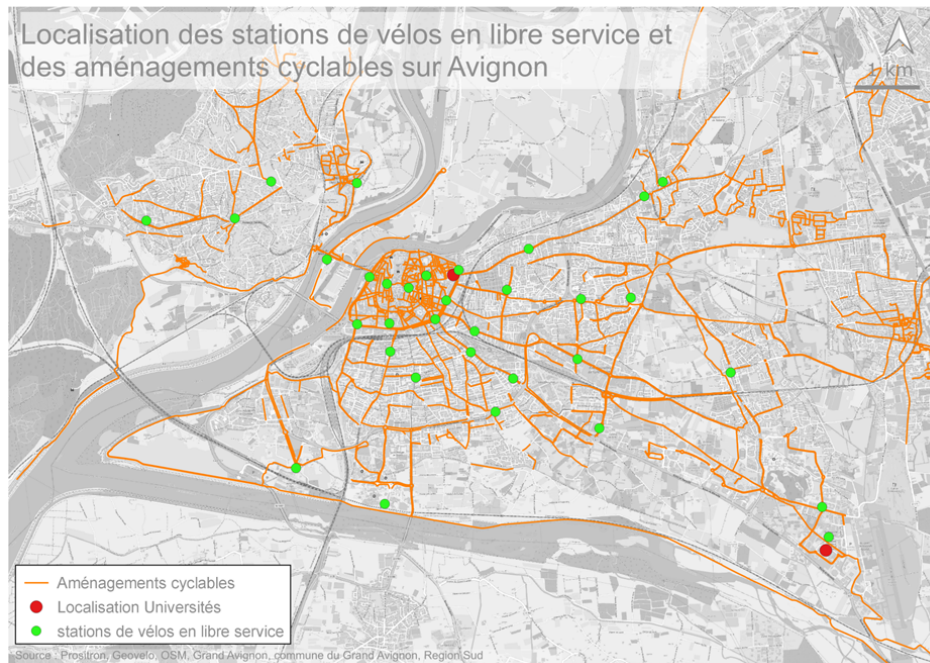 Localisation des stations de vélos en libre service et
des aménagements cyclables sur Avignon
1 km
Aménagements cyclables
Localisation Universités
stations de vélos en libre service
Source : Prositron, Geovelo, OSM, Grand Avignon, commune du Grand Avignon, Region Sud